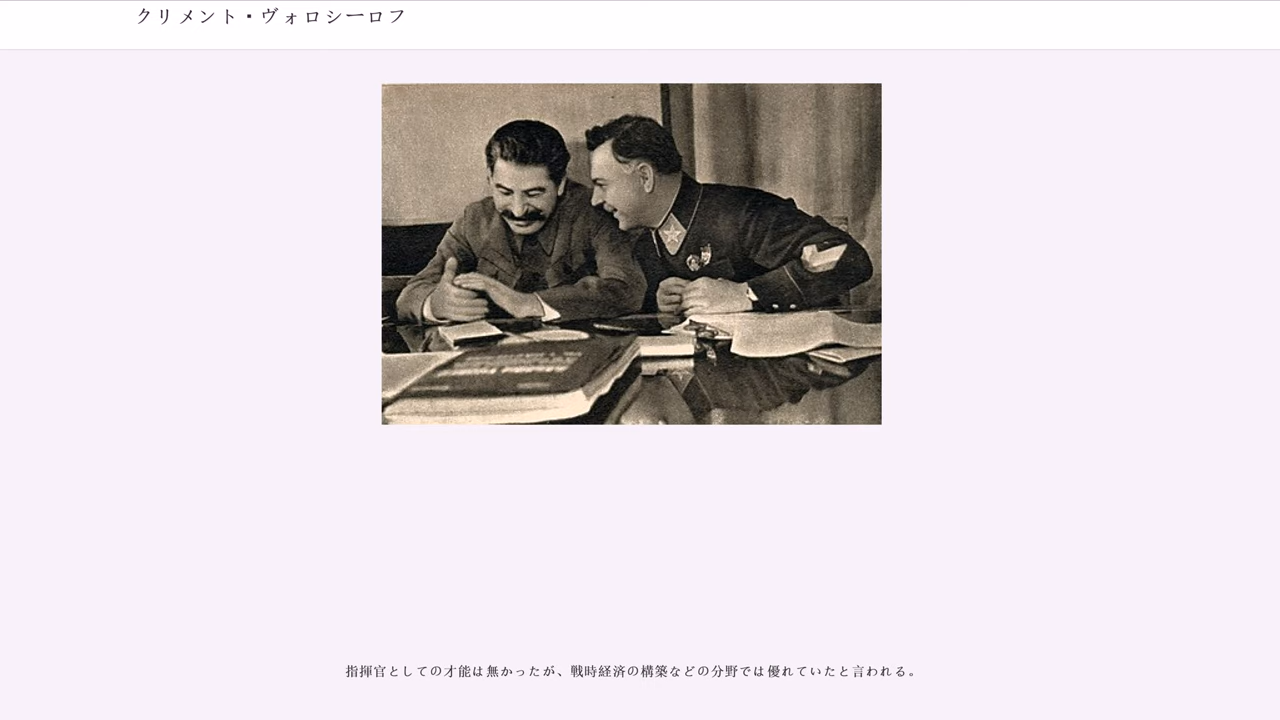 クリメント・ヴォロシーロフ
指揮官としての才能は無かったが、戦時経済の構築などの分野では優れていたと言われる。